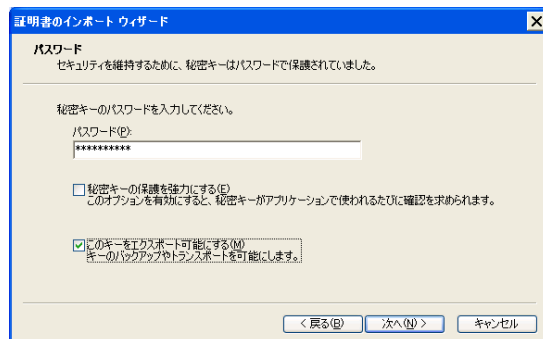 証明書のインポート ウィザード
パスワード
セキュリティを維持するために、秘密キーはパスワードで保護されていました。
秘密キーのパスワードを入力してください。
パスワード(P):
**********
秘密キーの保護を強力にする(E)
このオプションを有効にすると、秘密キーがアプリケーションで使われるたびに確認を求められます。
このキーをエクスポート可能にする(M)
キーのバックアップやトランスポートを可能にします。
< 戻る(B) 次へ(N) > キャンセル